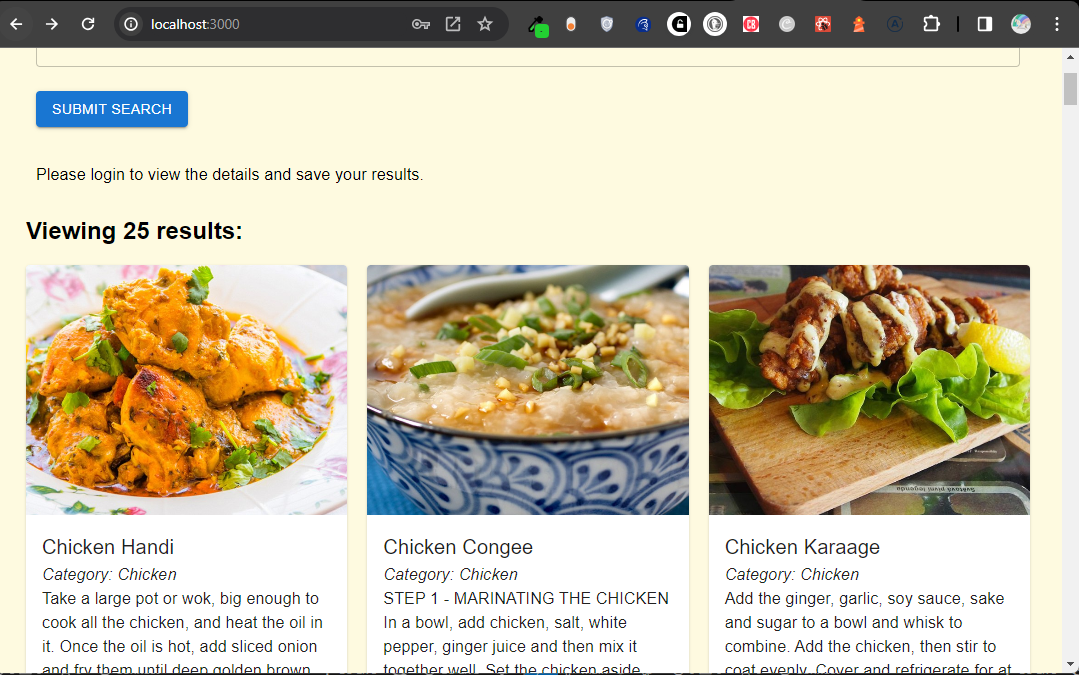 localhost:3000
SUBMIT SEARCH
Please login to view the details and save your results.
Viewing 25 results:
Chicken Handi
Category: Chicken
Take a large pot or wok, big enough to
cook all the chicken, and heat the oil in
it. Once the oil is hot, add sliced onion
and fry them until deep golden brown
Chicken Congee
Category: Chicken
STEP 1 - MARINATING THE CHICKEN
In a bowl, add chicken, salt, white
pepper, ginger juice and then mix it
together well. Set the chicken aside
Chicken Karaage
Category: Chicken
Add the ginger, garlic, soy sauce, sake
and sugar to a bowl and whisk to
combine. Add the chicken, then stir to
coat evenly. Cover and refrigerate for at